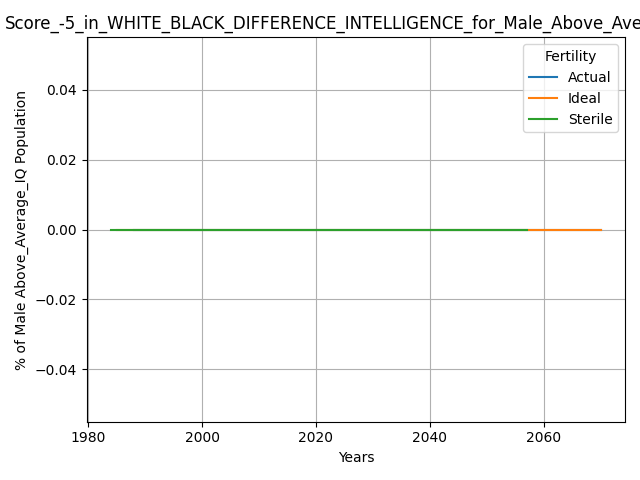 Score_-5_in_WHITE_BLACK_DIFFERENCE_INTELLIGENCE_for_Male_Above_Ave
Fertility
Actual
Ideal
Sterile
% of Male Above_Average_IQ Population
0.04
0.02
0.00
−0.02
−0.04
1980 2000 2020 2040 2060
Years